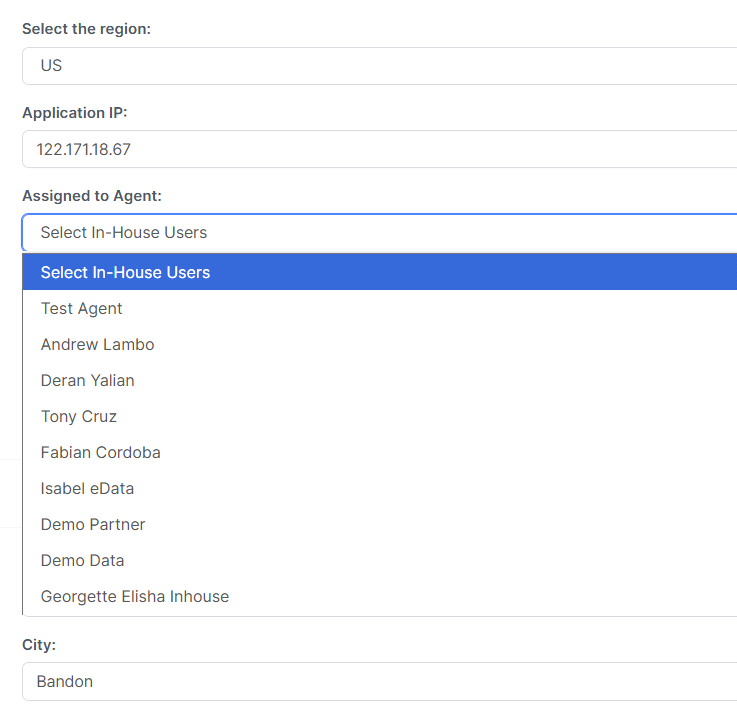 Select the region:
US
Application IP:
122.171.18.67
Assigned to Agent:
Select In-House Users
Select In-House Users
Test Agent
Andrew Lambo
Deran Yalian
Tony Cruz
Fabian Cordoba
Isabel eData
Demo Partner
Demo Data
Georgette Elisha Inhouse
City:
Bandon